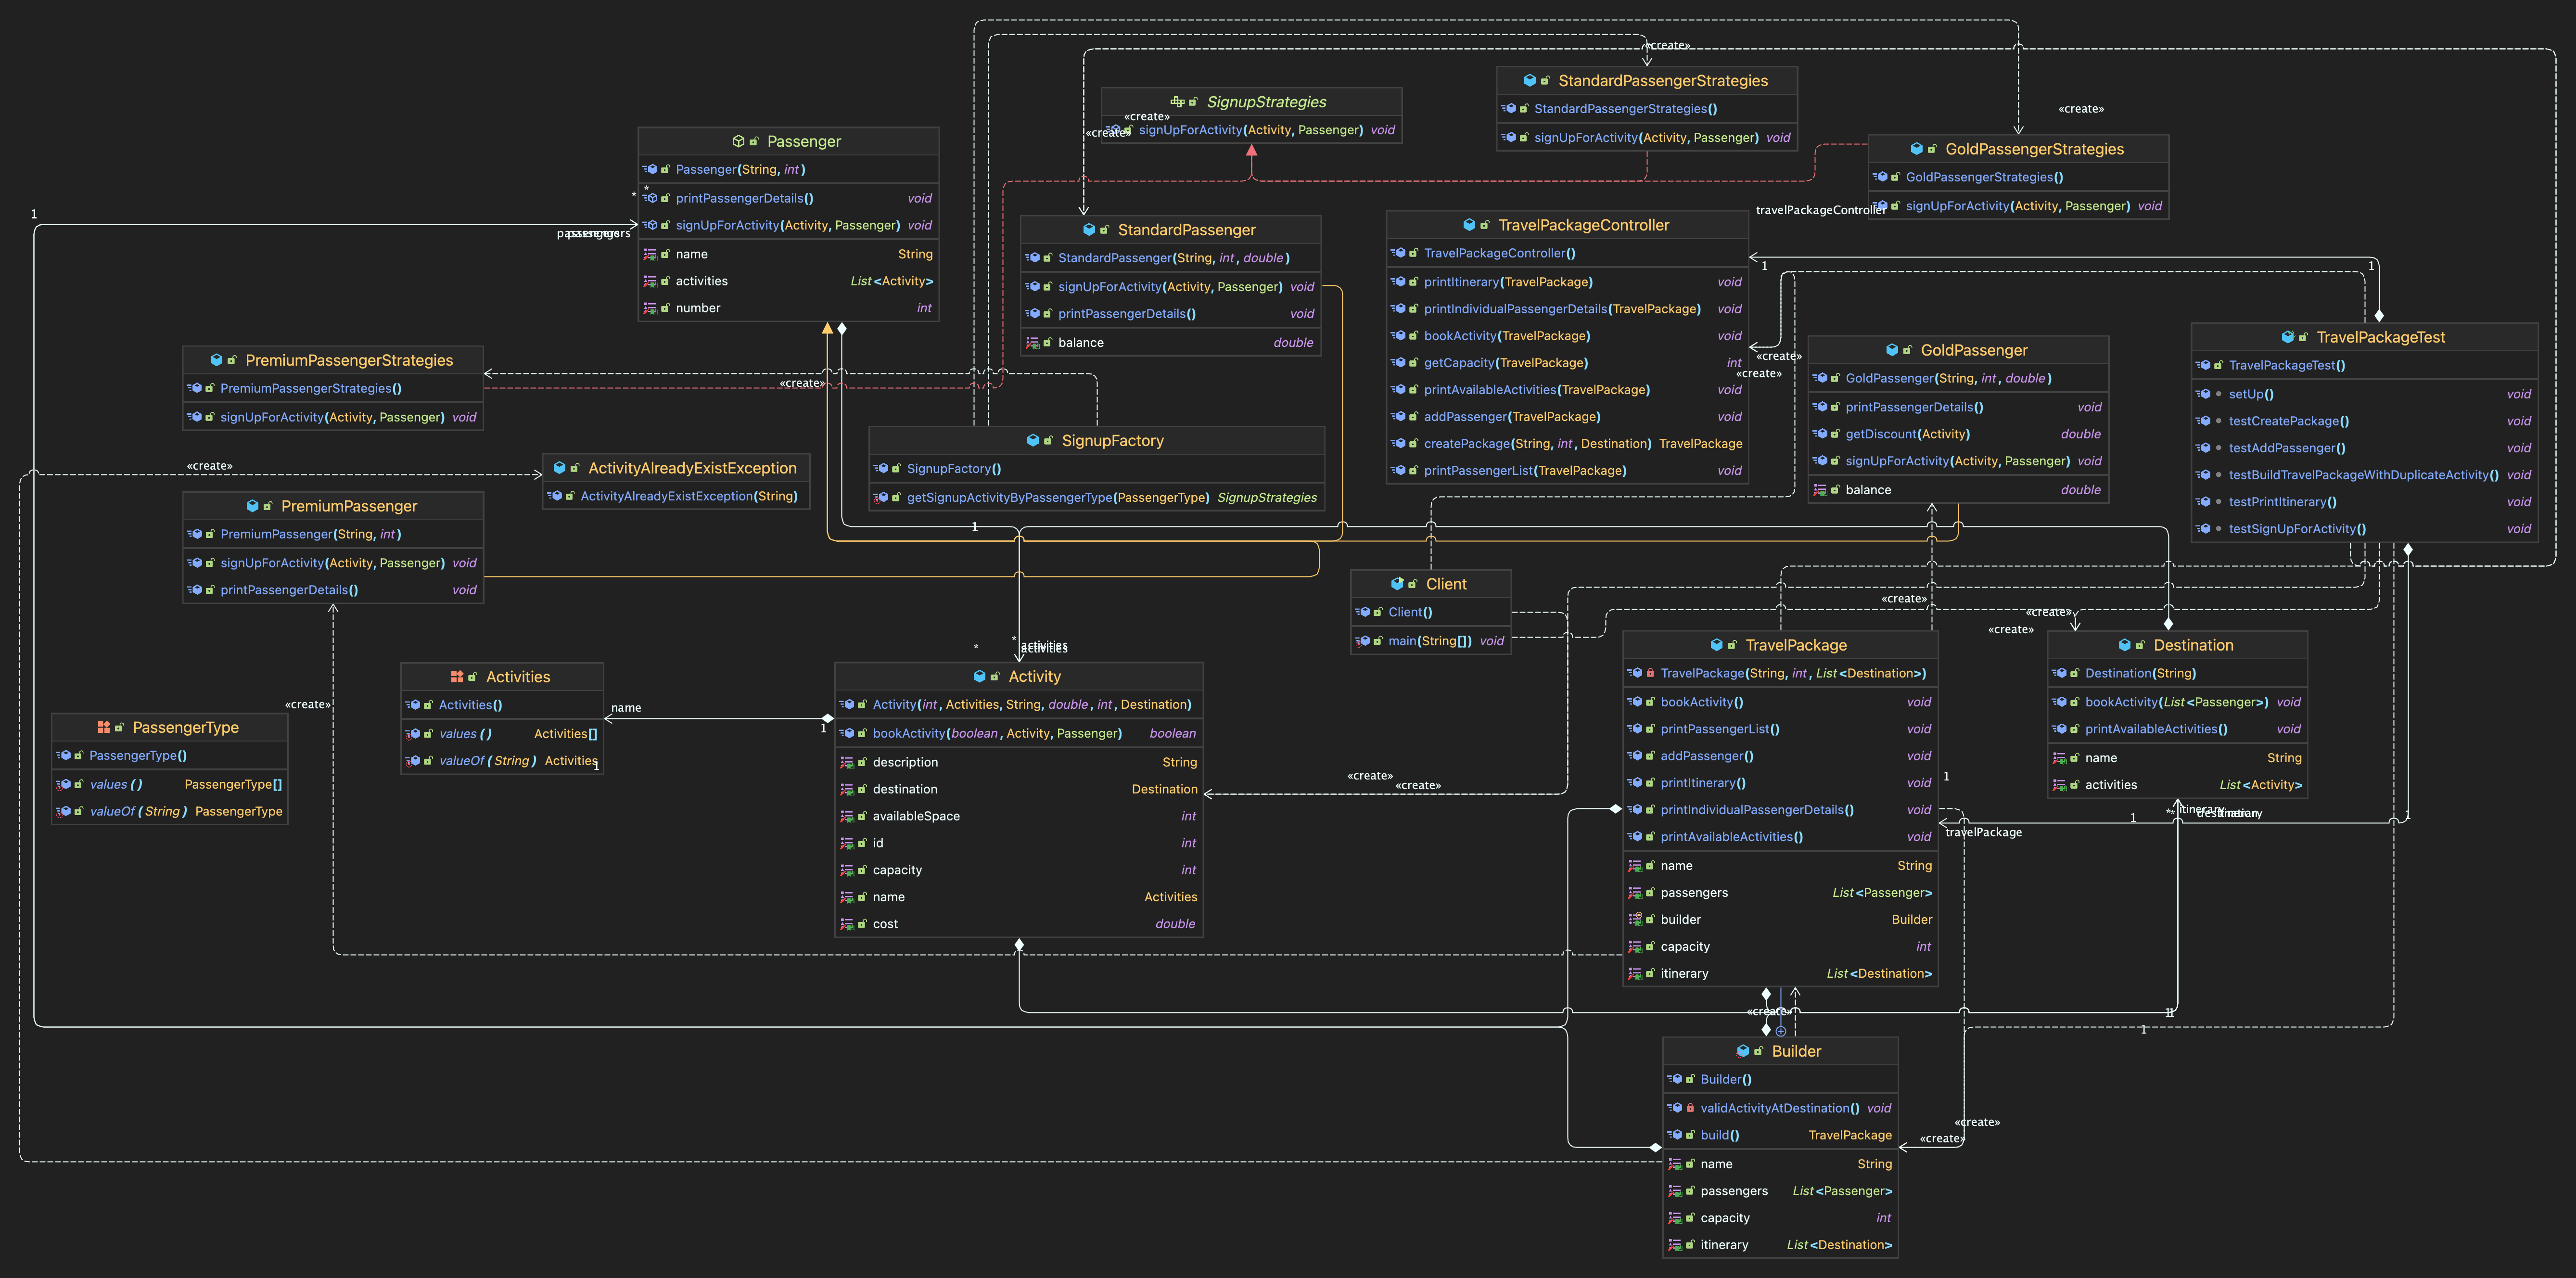 «create»
StandardPassengerStrategies
StandardPassengerStrategies()
signUpForActivity(Activity, Passenger) void
SignupStrategies
«create»
signUpForActivity(Activity, Passenger) void
«create»
«create»
GoldPassengerStrategies
GoldPassengerStrategies()
signUpForActivity(Activity, Passenger) void
Passenger
Passenger(String, int)
printPassengerDetails() void
signUpForActivity(Activity, Passenger) void
name String
activities List<Activity>
number int
*
*
1
passengers
passengers
StandardPassenger
StandardPassenger(String, int, double)
signUpForActivity(Activity, Passenger) void
printPassengerDetails() void
balance double
travelPackageController
TravelPackageController
TravelPackageController()
printItinerary(TravelPackage) void
printIndividualPassengerDetails(TravelPackage) void
bookActivity(TravelPackage) void
getCapacity(TravelPackage) int
printAvailableActivities(TravelPackage) void
addPassenger(TravelPackage) void
createPackage(String, int, Destination) TravelPackage
printPassengerList(TravelPackage) void
1
1
«create»
«create»
GoldPassenger
GoldPassenger(String, int, double)
printPassengerDetails() void
getDiscount(Activity) double
signUpForActivity(Activity, Passenger) void
balance double
TravelPackageTest
TravelPackageTest()
setUp() void
testCreatePackage() void
testAddPassenger() void
testBuildTravelPackageWithDuplicateActivity() void
testPrintItinerary() void
testSignUpForActivity() void
PremiumPassengerStrategies
PremiumPassengerStrategies()
signUpForActivity(Activity, Passenger) void
«create»
SignupFactory
SignupFactory()
getSignupActivityByPassengerType(PassengerType) SignupStrategies
«create»
ActivityAlreadyExistException
ActivityAlreadyExistException(String)
PremiumPassenger
PremiumPassenger(String, int)
signUpForActivity(Activity, Passenger) void
printPassengerDetails() void
1
Client
Client()
main(String[]) void
«create»
«create»
«create»
*
*
activities
activities
Activities
Activities()
values() Activities[]
valueOf(String) Activities
1
name
1
«create»
PassengerType
PassengerType()
values() PassengerType[]
valueOf(String) PassengerType
Activity
Activity(int, Activities, String, double, int, Destination)
bookActivity(boolean, Activity, Passenger) boolean
description String
destination Destination
availableSpace int
id int
capacity int
name Activities
cost double
«create»
«create»
TravelPackage
TravelPackage(String, int, List<Destination>)
bookActivity() void
printPassengerList() void
addPassenger() void
printItinerary() void
printIndividualPassengerDetails() void
printAvailableActivities() void
name String
passengers List<Passenger>
builder Builder
capacity int
itinerary List<Destination>
1
Destination
Destination(String)
bookActivity(List<Passenger>) void
printAvailableActivities() void
name String
activities List<Activity>
*
itinerary
destination
itinerary
1
1
travelPackage
1
1
1
«create»
Builder
Builder()
validActivityAtDestination() void
build() TravelPackage
name String
passengers List<Passenger>
capacity int
itinerary List<Destination>
«create»
«create»